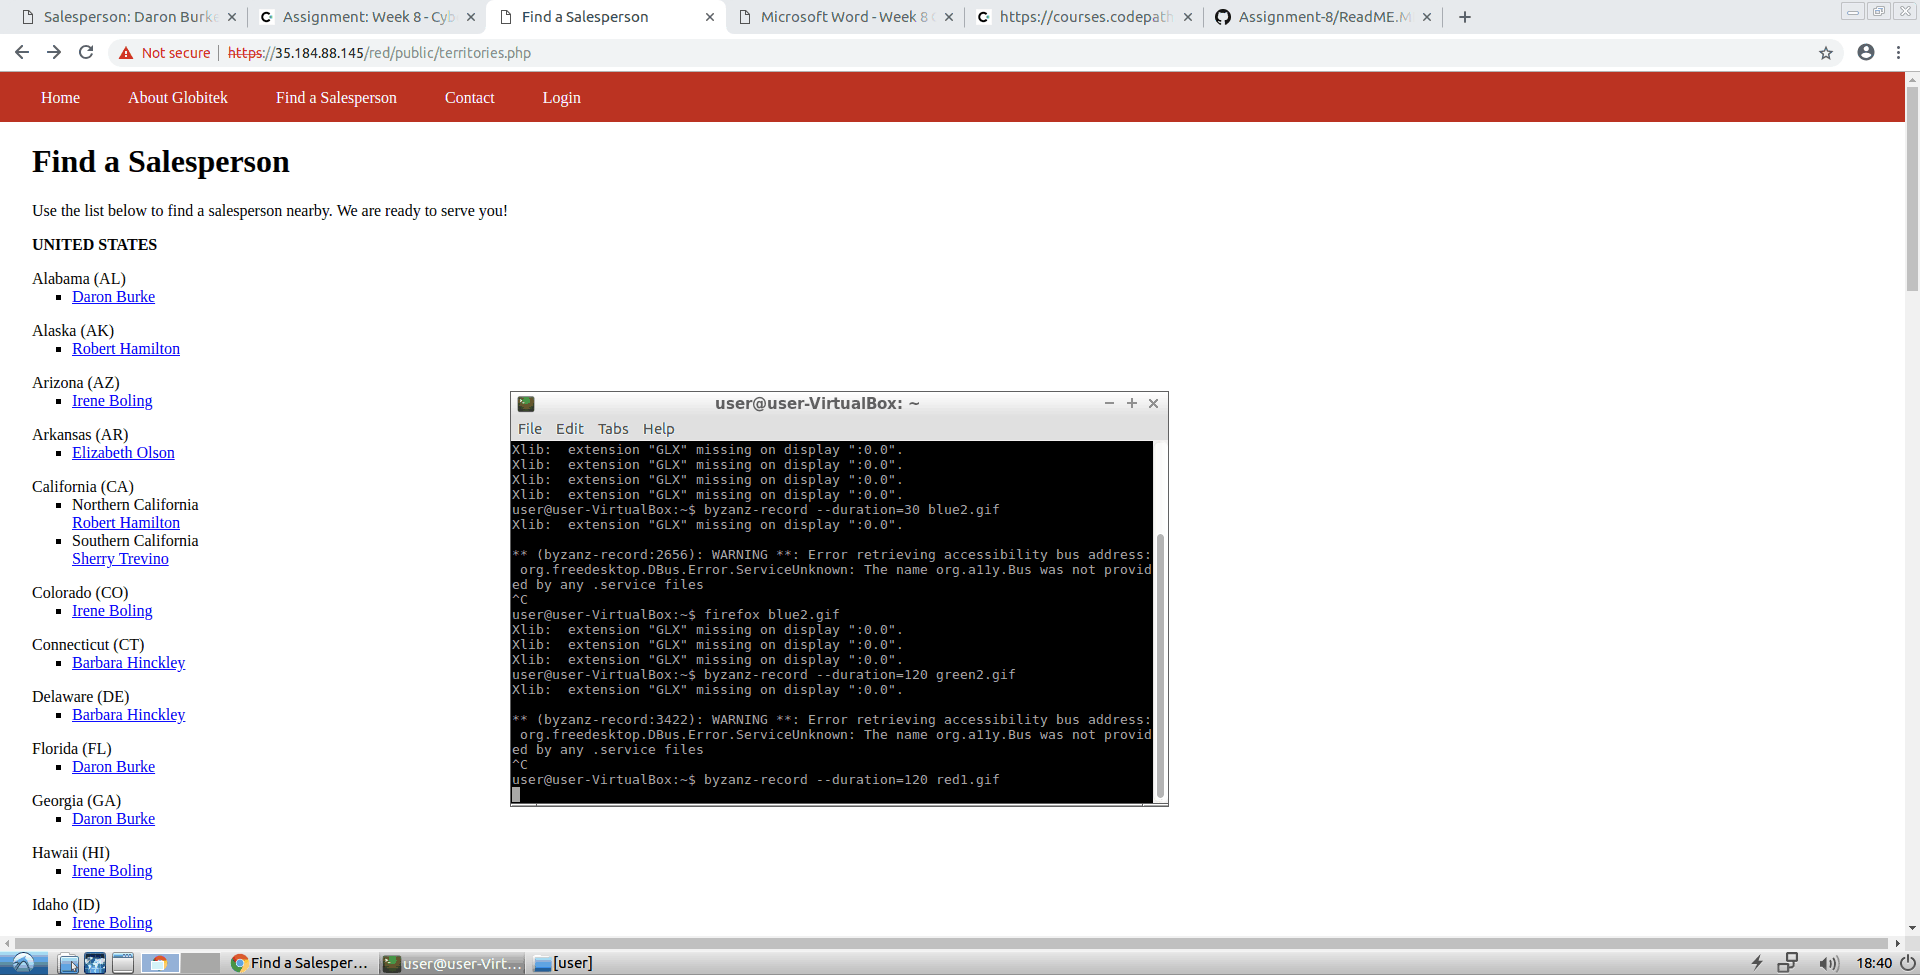 Salesperson: Daron Burke
Assignment: Week 8 - Cyb
Find a Salesperson
Microsoft Word - Week 8
https://courses.codepath
Assignment-8/ReadME.M
Not secure
https://35.184.88.145/red/public/territories.php
Home
About Globitek
Find a Salesperson
Contact
Login
Find a Salesperson
Use the list below to find a salesperson nearby. We are ready to serve you!
UNITED STATES
Alabama (AL)
Daron Burke
Alaska (AK)
Robert Hamilton
Arizona (AZ)
Irene Boling
Arkansas (AR)
Elizabeth Olson
California (CA)
Northern California
Robert Hamilton
Southern California
Sherry Trevino
Colorado (CO)
Irene Boling
Connecticut (CT)
Barbara Hinckley
Delaware (DE)
Barbara Hinckley
Florida (FL)
Daron Burke
Georgia (GA)
Daron Burke
Hawaii (HI)
Irene Boling
Idaho (ID)
Irene Boling
user@user-VirtualBox: ~
File Edit Tabs Help
Xlib:  extension "GLX" missing on display ":0.0".
Xlib:  extension "GLX" missing on display ":0.0".
Xlib:  extension "GLX" missing on display ":0.0".
Xlib:  extension "GLX" missing on display ":0.0".
user@user-VirtualBox:~$ byzanz-record --duration=30 blue2.gif
Xlib:  extension "GLX" missing on display ":0.0".
** (byzanz-record:2656): WARNING **: Error retrieving accessibility bus address:
org.freedesktop.DBus.Error.ServiceUnknown: The name org.a11y.Bus was not provid
ed by any .service files
^C
user@user-VirtualBox:~$ firefox blue2.gif
Xlib:  extension "GLX" missing on display ":0.0".
Xlib:  extension "GLX" missing on display ":0.0".
Xlib:  extension "GLX" missing on display ":0.0".
user@user-VirtualBox:~$ byzanz-record --duration=120 green2.gif
Xlib:  extension "GLX" missing on display ":0.0".
** (byzanz-record:3422): WARNING **: Error retrieving accessibility bus address:
org.freedesktop.DBus.Error.ServiceUnknown: The name org.a11y.Bus was not provid
ed by any .service files
^C
user@user-VirtualBox:~$ byzanz-record --duration=120 red1.gif
Find a Salesper...
user@user-Virt...
[user]
18:40